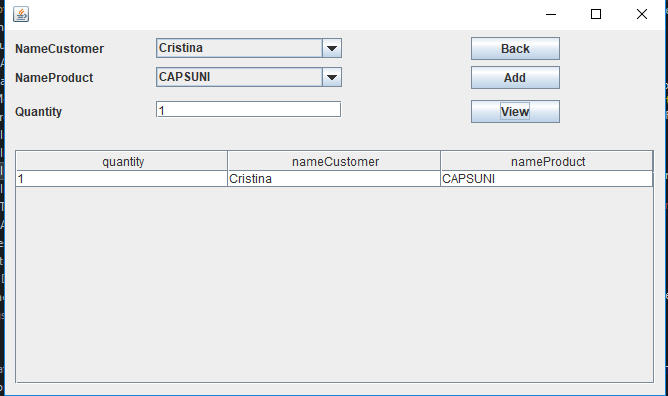 NameCustomer Cristina Back
NameProduct CAPSUNI Add
Quantity 1 View
quantity nameCustomer nameProduct
1 Cristina CAPSUNI